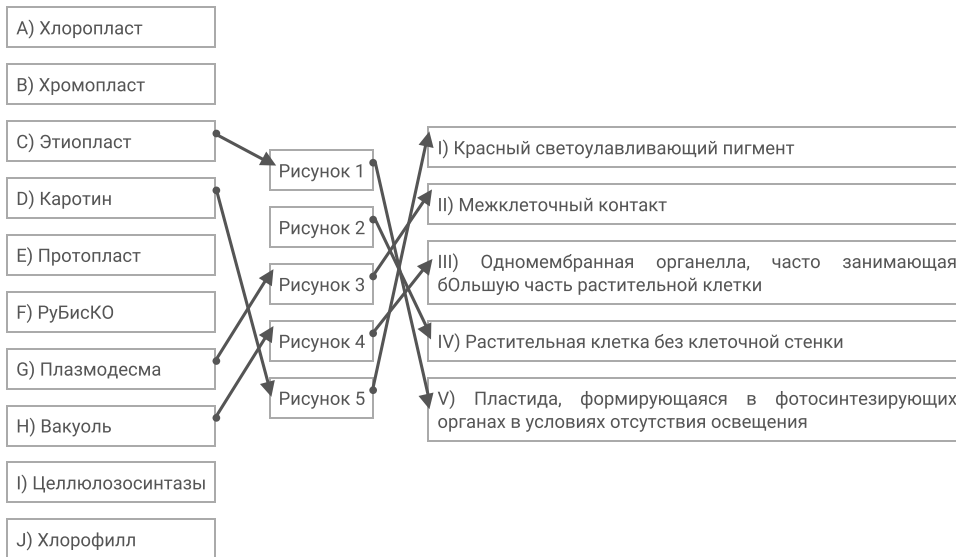 A) Хлоропласт
B) Хромопласт
C) Этиопласт
D) Каротин
E) Протопласт
F) РуБисКО
G) Плазмодесма
H) Вакуоль
I) Целлюлозосинтазы
J) Хлорофилл
Рисунок 1
Рисунок 2
Рисунок 3
Рисунок 4
Рисунок 5
I) Красный светоулавливающий пигмент
II) Межклеточный контакт
III) Одномембранная органелла, часто занимающая
бОльшую часть растительной клетки
IV) Растительная клетка без клеточной стенки
V) Пластида, формирующаяся в фотосинтезирующих
органах в условиях отсутствия освещения